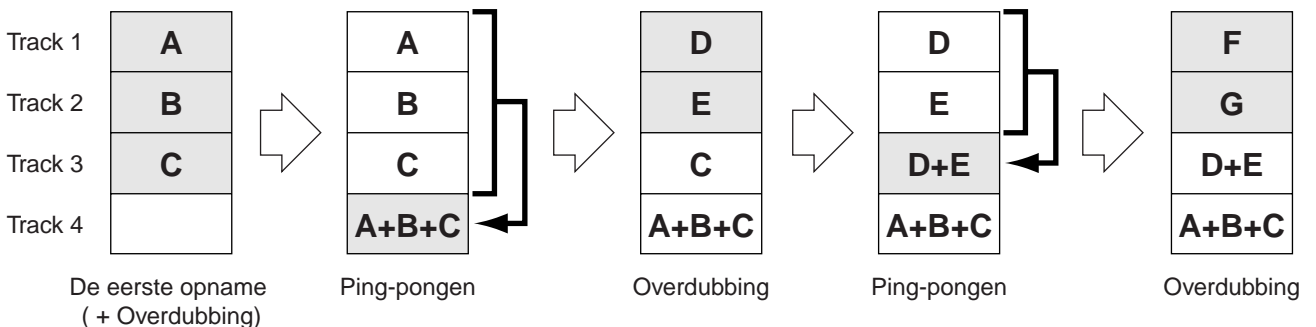 Track 1
A
A
D
D
F
Track 2
B
B
E
E
G
Track 3
C
C
C
D+E
D+E
Track 4
A+B+C
A+B+C
A+B+C
A+B+C
De eerste opname
( + Overdubbing)
Ping-pongen
Overdubbing
Ping-pongen
Overdubbing